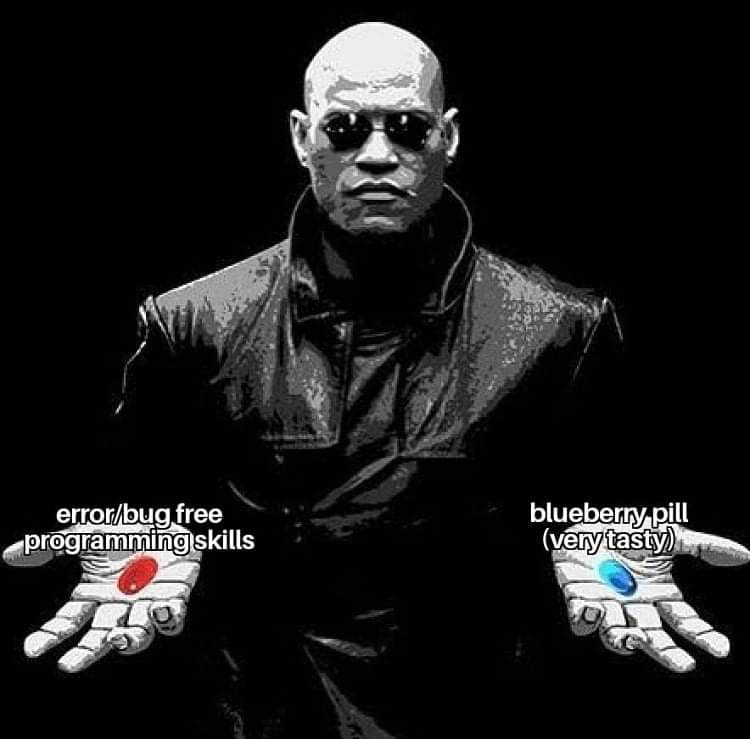 error/bug free
programming skills
blueberry pill
(very tasty)